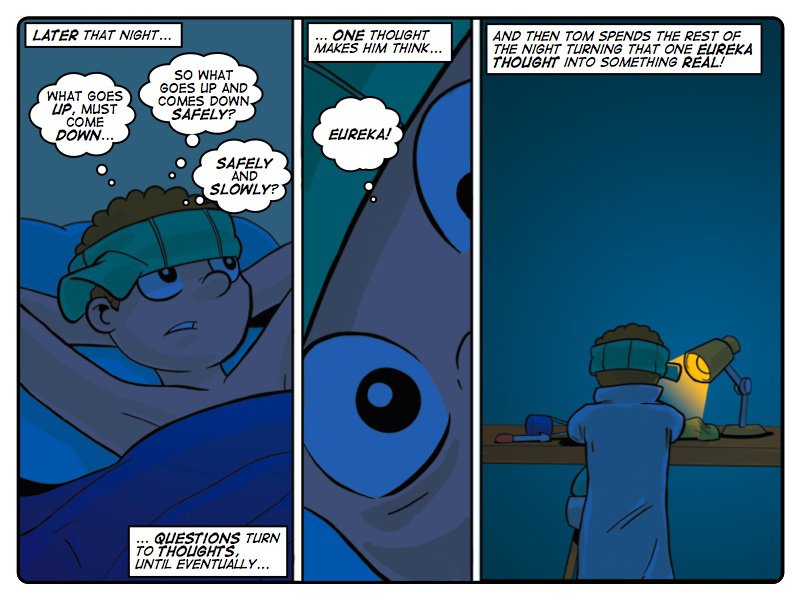 LATER THAT NIGHT...
WHAT GOES
UP, MUST
COME
DOWN...
SO WHAT
GOES UP AND
COMES DOWN
SAFELY?
SAFELY
AND
SLOWLY?
... QUESTIONS TURN
TO THOUGHTS,
UNTIL EVENTUALLY...
... ONE THOUGHT
MAKES HIM THINK...
EUREKA!
AND THEN TOM SPENDS THE REST OF
THE NIGHT TURNING THAT ONE EUREKA
THOUGHT INTO SOMETHING REAL!